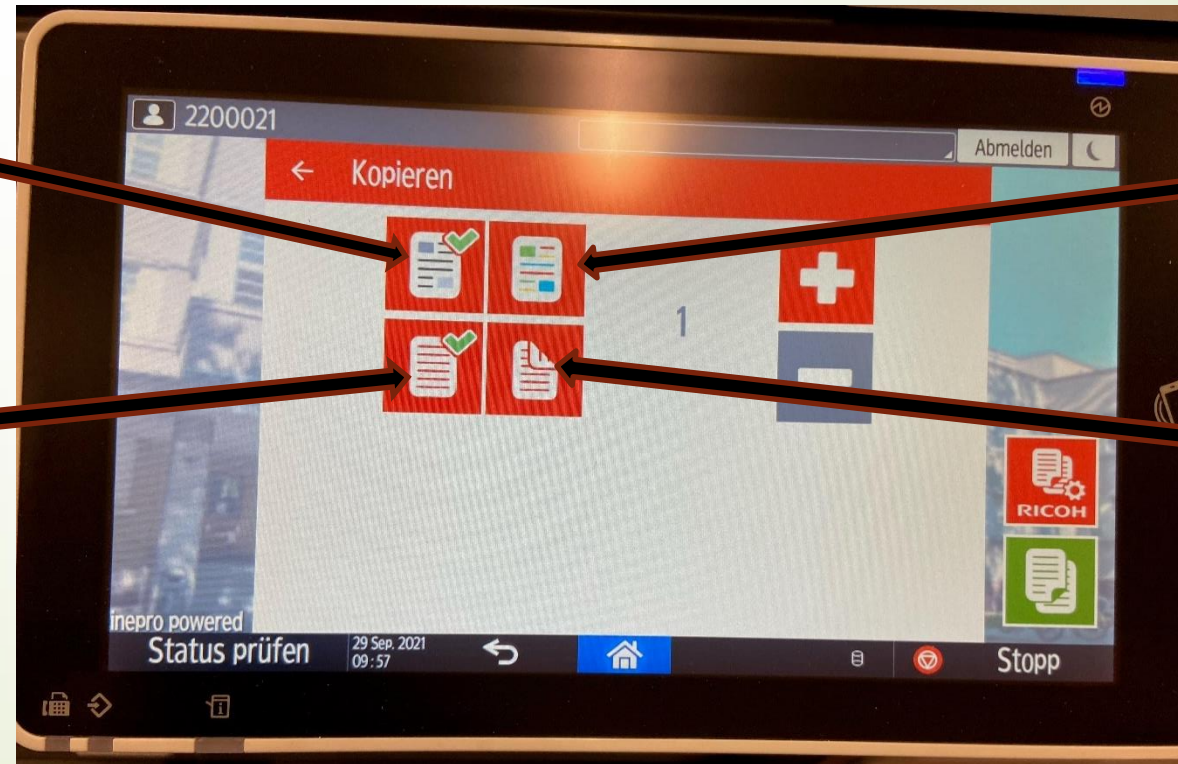 2200021
Abmelden
Kopieren
1
RICOH
inepro powered
Status prüfen
29 Sep. 2021
09:57
Stopp